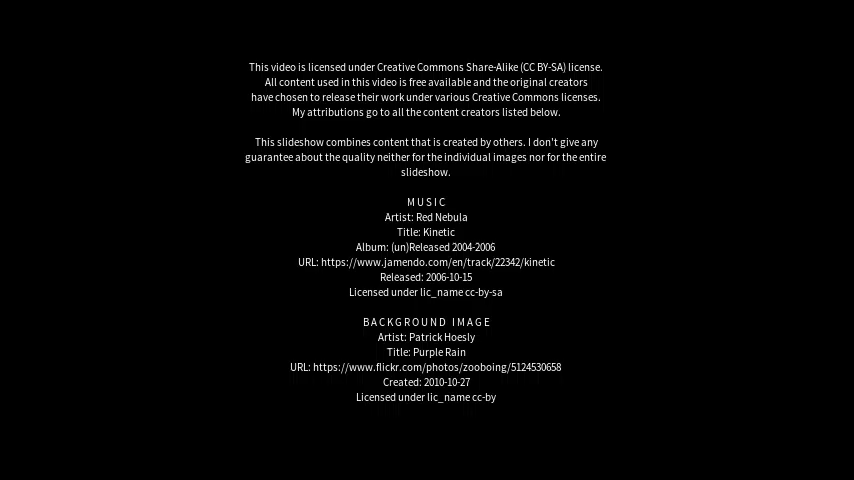 This video is licensed under Creative Commons Share-Alike (CC BY-SA) license.
All content used in this video is free available and the original creators
have chosen to release their work under various Creative Commons licenses.
My attributions go to all the content creators listed below.
This slideshow combines content that is created by others. I don't give any
guarantee about the quality neither for the individual images nor for the entire
slideshow.
MUSIC
Artist: Red Nebula
Title: Kinetic
Album: (un)Released 2004-2006
URL: https://www.jamendo.com/en/track/22342/kinetic
Released: 2006-10-15
Licensed under lic_name cc-by-sa
BACKGROUND IMAGE
Artist: Patrick Hoesly
Title: Purple Rain
URL: https://www.flickr.com/photos/zooboing/5124530658
Created: 2010-10-27
Licensed under lic_name cc-by